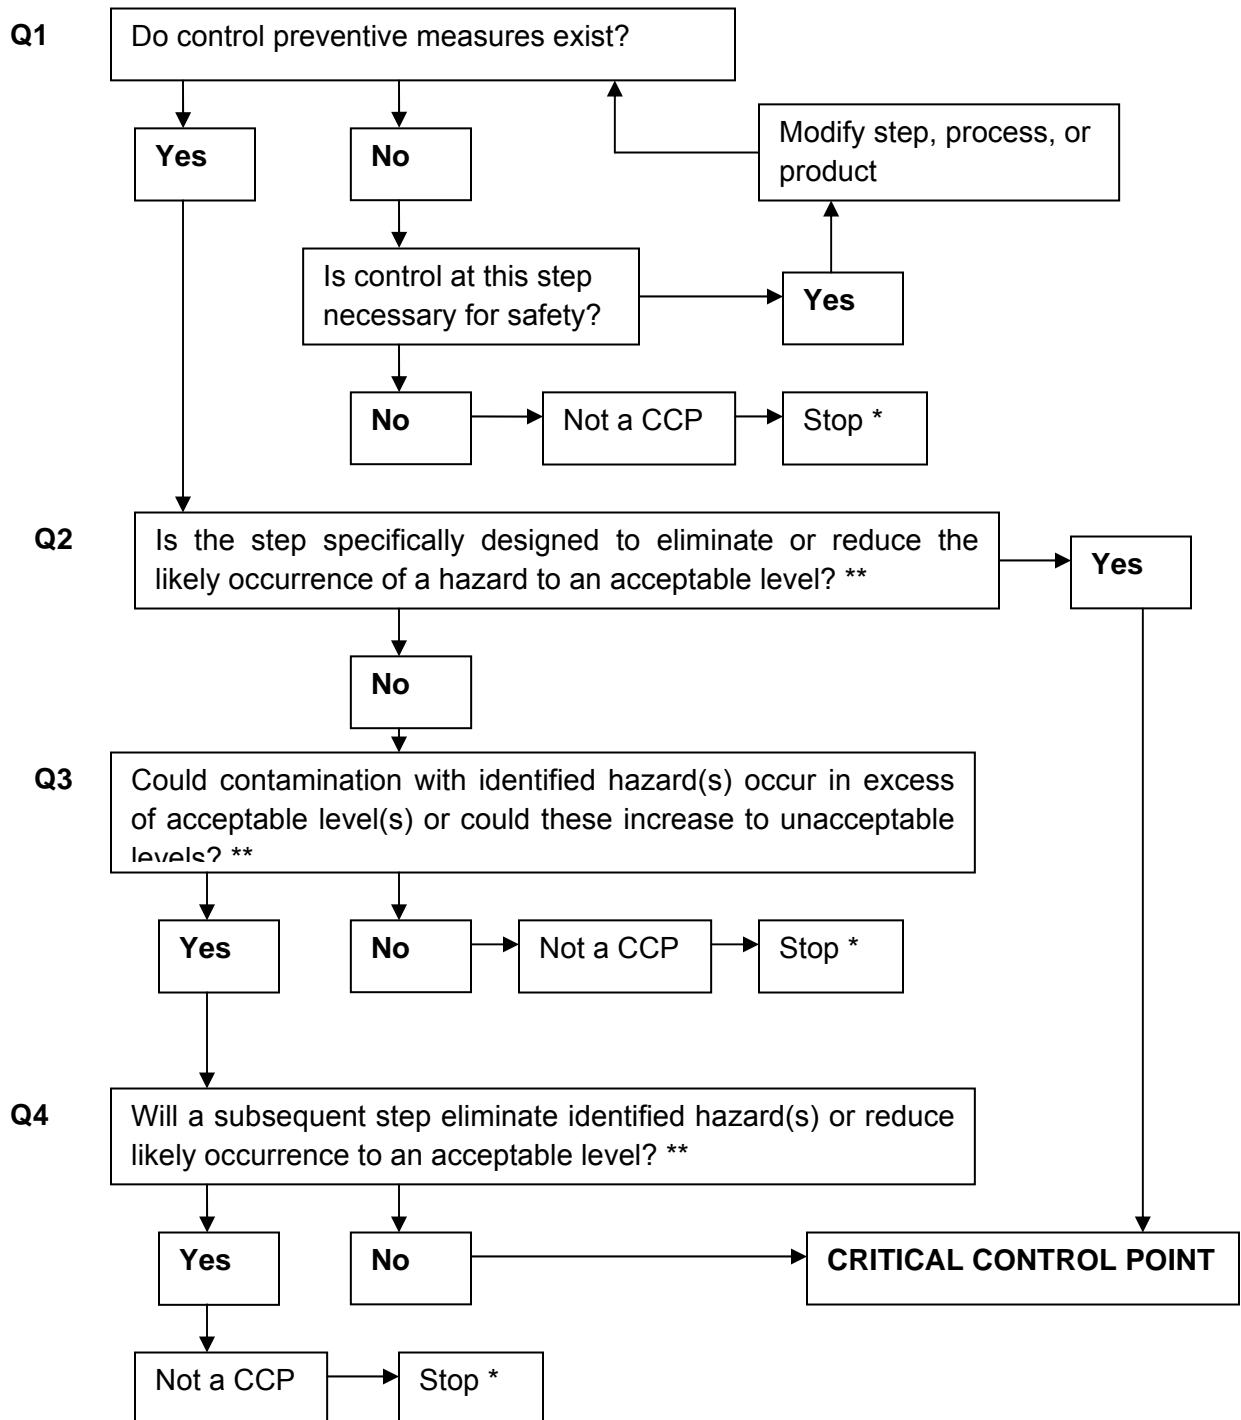 Q1
Do control preventive measures exist?
Modify step, process, or
product
Yes
No
Is control at this step
necessary for safety?
Yes
No
Not a CCP
Stop *
Q2
Is the step specifically designed to eliminate or reduce the
likely occurrence of a hazard to an acceptable level? **
Yes
No
Q3
Could contamination with identified hazard(s) occur in excess
of acceptable level(s) or could these increase to unacceptable
levels? **
Yes
No
Not a CCP
Stop *
Q4
Will a subsequent step eliminate identified hazard(s) or reduce
likely occurrence to an acceptable level? **
Yes
No
CRITICAL CONTROL POINT
Not a CCP
Stop *